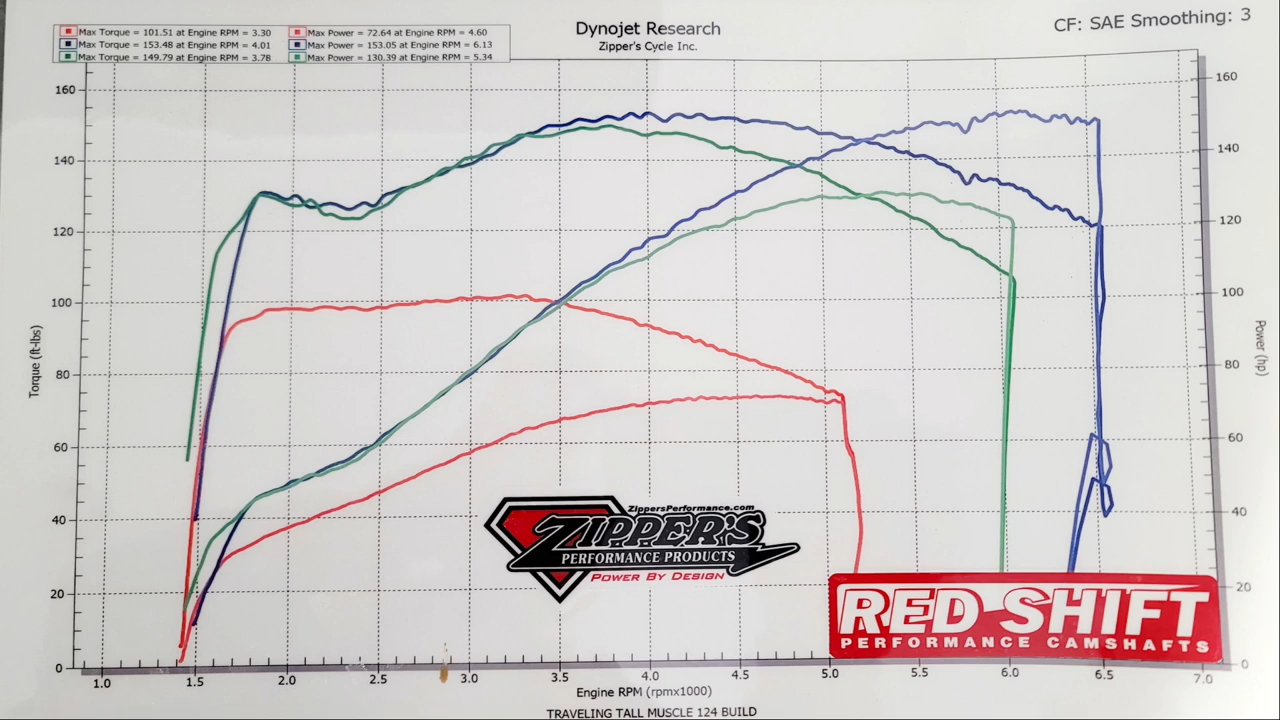 Dynojet Research
Zipper's Cycle Inc.
CF: SAE Smoothing: 3
Max Torque = 101.51 at Engine RPM = 3.30
Max Power = 72.64 at Engine RPM = 4.60
Max Torque = 153.48 at Engine RPM = 4.01
Max Power = 153.05 at Engine RPM = 6.13
Max Torque = 149.79 at Engine RPM = 3.78
Max Power = 130.39 at Engine RPM = 5.34
160
140
120
100
80
60
40
20
0
Torque (ft-lbs)
160
140
120
100
80
60
40
20
0
Power (hp)
ZippersPerformance.com
ZIPPER'S
PERFORMANCE PRODUCTS
POWER BY DESIGN
RED SHIFT
PERFORMANCE CAMSHAFTS
1.0 1.5 2.0 2.5 3.0 3.5 4.0 4.5 5.0 5.5 6.0 6.5 7.0
Engine RPM (rpmx1000)
TRAVELING TALL MUSCLE 124 BUILD